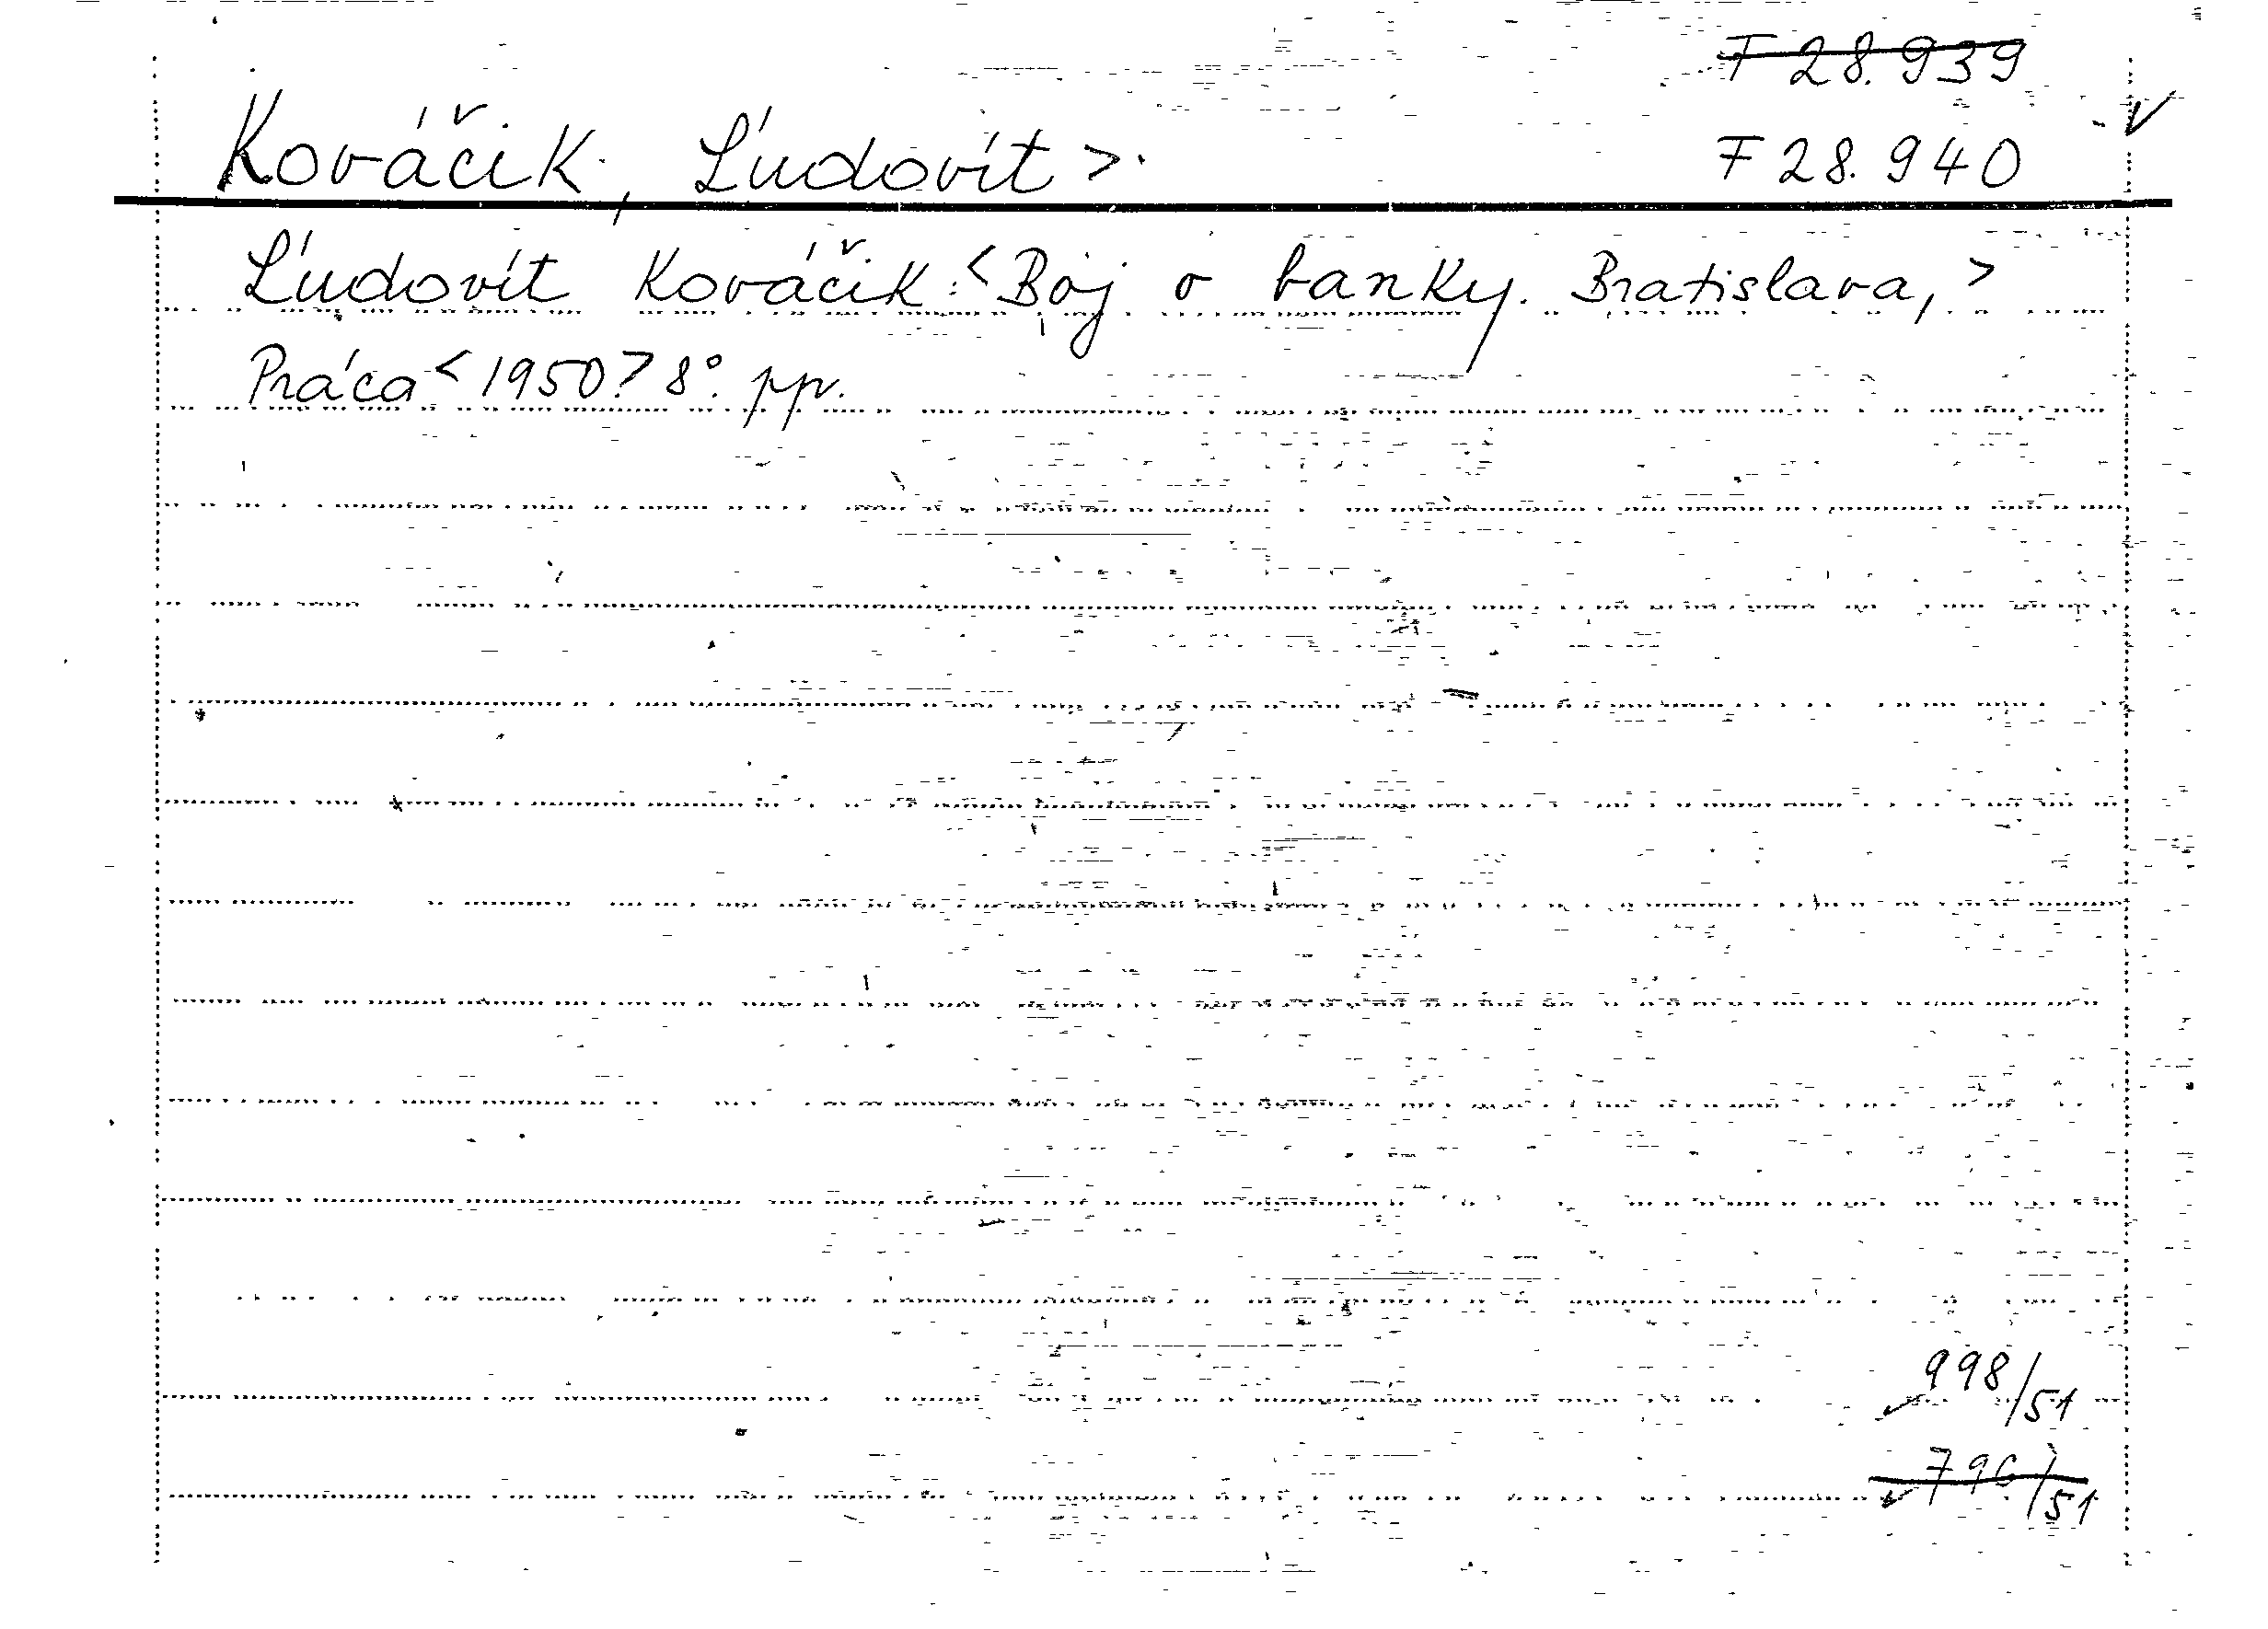 F 28.939
Kováčik, Ľudovít >.
F 28.940
Ľudovít Kováčik: < Boj o banky. Bratislava, >
Práca < 1950? 8°. pp.
998/51
796/51